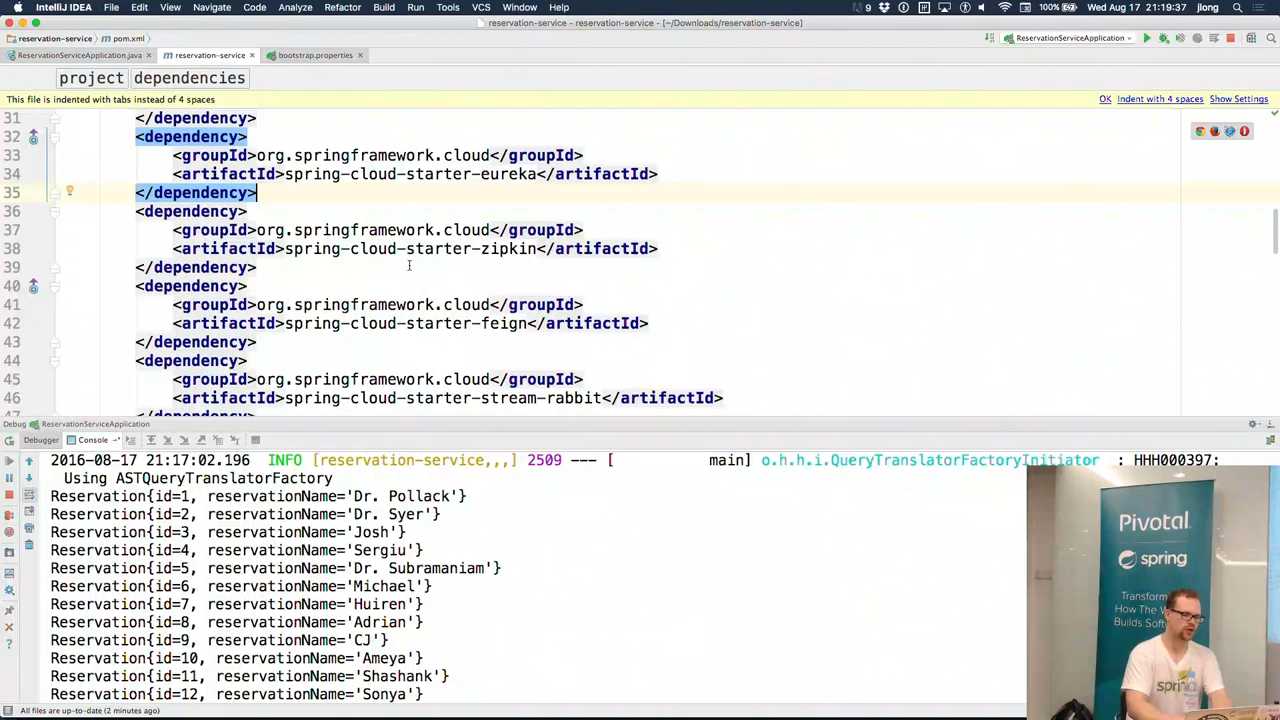 IntelliJ IDEA File Edit View Navigate Code Analyze Refactor Build Run Tools VCS Window Help 9 100% Wed Aug 17 21:19:37 jlong
reservation-service - reservation-service - [~/Downloads/reservation-service]
reservation-service pom.xml ReservationServiceApplication
ReservationServiceApplication.java reservation-service bootstrap.properties
project dependencies
This file is indented with tabs instead of 4 spaces OK Indent with 4 spaces Show Settings
31 </dependency>
32 <dependency>
33 <groupId>org.springframework.cloud</groupId>
34 <artifactId>spring-cloud-starter-eureka</artifactId>
35 </dependency>
36 <dependency>
37 <groupId>org.springframework.cloud</groupId>
38 <artifactId>spring-cloud-starter-zipkin</artifactId>
39 </dependency>
40 <dependency>
41 <groupId>org.springframework.cloud</groupId>
42 <artifactId>spring-cloud-starter-feign</artifactId>
43 </dependency>
44 <dependency>
45 <groupId>org.springframework.cloud</groupId>
46 <artifactId>spring-cloud-starter-stream-rabbit</artifactId>
47 </dependency>
Debug ReservationServiceApplication
Debugger Console
2016-08-17 21:17:02.196 INFO [reservation-service,,,] 2509 --- [ main] o.h.h.i.QueryTranslatorFactoryInitiator : HHH000397:
Using ASTQueryTranslatorFactory
Reservation{id=1, reservationName='Dr. Pollack'}
Reservation{id=2, reservationName='Dr. Syer'}
Reservation{id=3, reservationName='Josh'}
Reservation{id=4, reservationName='Sergiu'}
Reservation{id=5, reservationName='Dr. Subramaniam'}
Reservation{id=6, reservationName='Michael'}
Reservation{id=7, reservationName='Huiren'}
Reservation{id=8, reservationName='Adrian'}
Reservation{id=9, reservationName='CJ'}
Reservation{id=10, reservationName='Ameya'}
Reservation{id=11, reservationName='Shashank'}
Reservation{id=12, reservationName='Sonya'}
All files are up-to-date (2 minutes ago)
Pivotal
spring
Transform
How The W
Builds Soft
spring